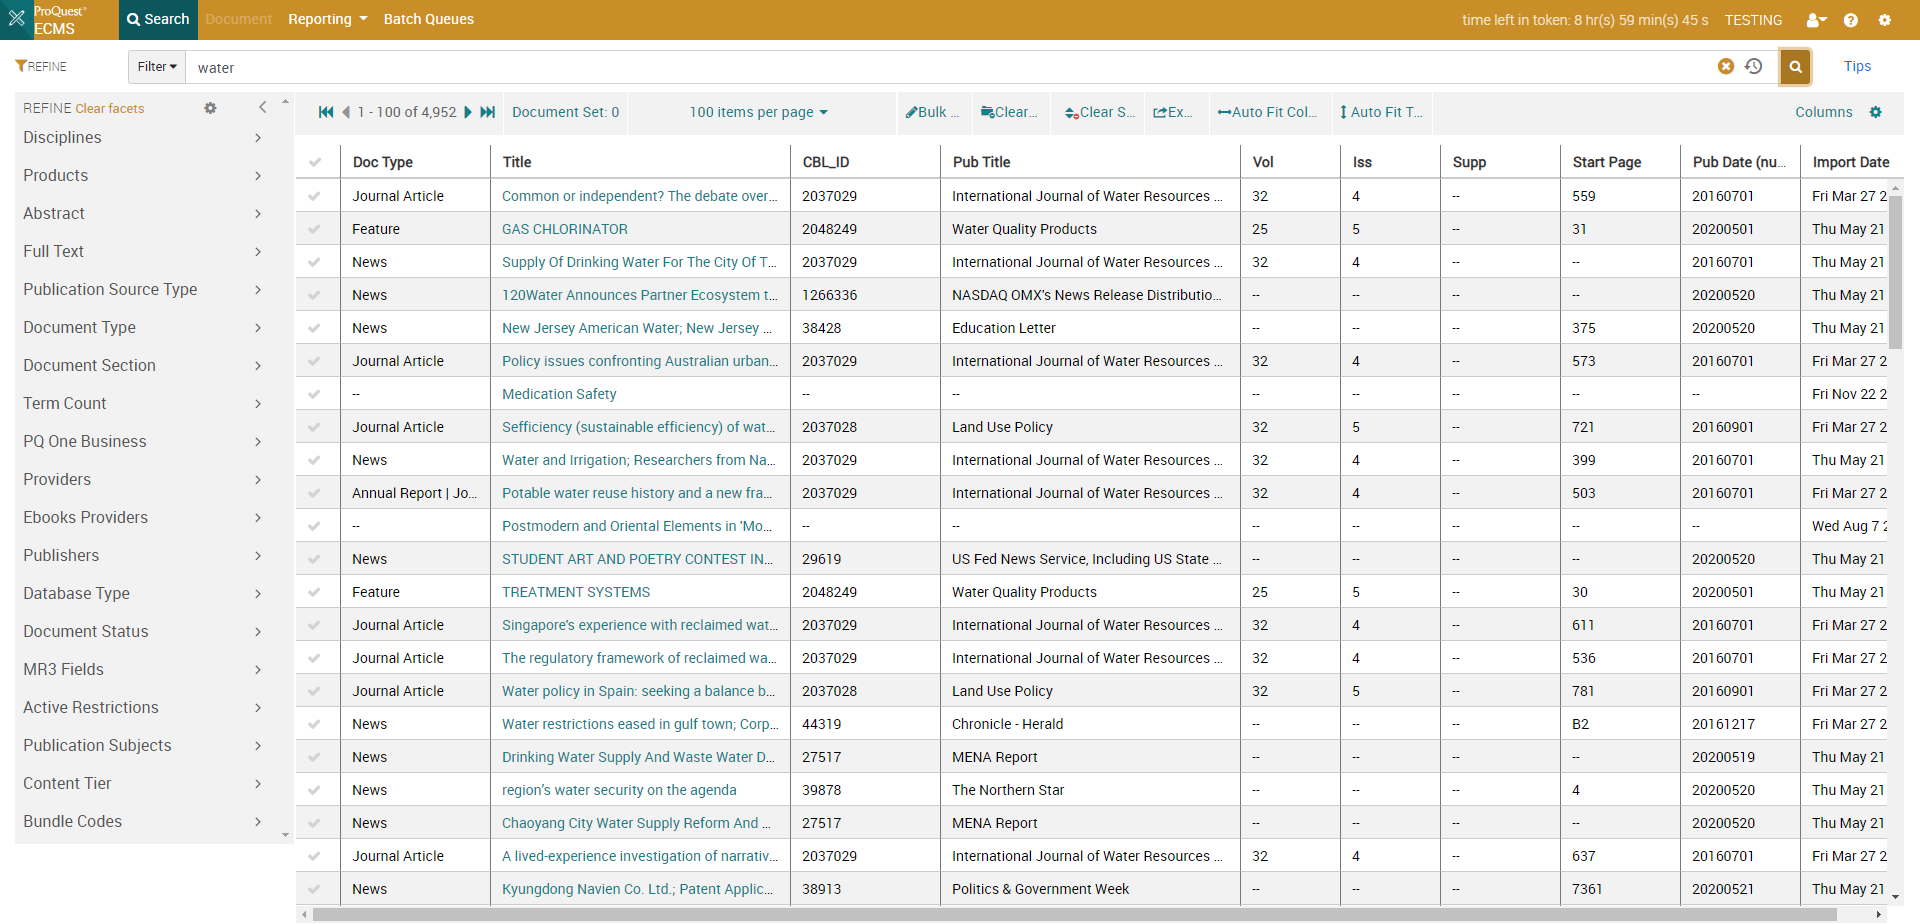 ProQuest®
ECMS
Search Document Reporting Batch Queues time left in token: 8 hr(s) 59 min(s) 45 s TESTING
REFINE Filter water Tips
REFINE Clear facets
Disciplines
Products
Abstract
Full Text
Publication Source Type
Document Type
Document Section
Term Count
PQ One Business
Providers
Ebooks Providers
Publishers
Database Type
Document Status
MR3 Fields
Active Restrictions
Publication Subjects
Content Tier
Bundle Codes
1 - 100 of 4,952 Document Set: 0 100 items per page Bulk ... Clear... Clear S... Ex... Auto Fit Col... Auto Fit T... Columns
Doc Type Title CBL_ID Pub Title Vol Iss Supp Start Page Pub Date (nu... Import Date
Journal Article Common or independent? The debate over... 2037029 International Journal of Water Resources ... 32 4 -- 559 20160701 Fri Mar 27 2
Feature GAS CHLORINATOR 2048249 Water Quality Products 25 5 -- 31 20200501 Thu May 21
News Supply Of Drinking Water For The City Of T... 2037029 International Journal of Water Resources ... 32 4 -- -- 20160701 Fri Mar 27 2
News 120Water Announces Partner Ecosystem t... 1266336 NASDAQ OMX's News Release Distributio... -- -- -- -- 20200520 Thu May 21
News New Jersey American Water; New Jersey ... 38428 Education Letter -- -- -- 375 20200520 Thu May 21
Journal Article Policy issues confronting Australian urban... 2037029 International Journal of Water Resources ... 32 4 -- 573 20160701 Fri Mar 27 2
-- Medication Safety -- -- -- -- -- -- -- Fri Nov 22 2
Journal Article Sefficiency (sustainable efficiency) of wat... 2037028 Land Use Policy 32 5 -- 721 20160901 Fri Mar 27 2
News Water and Irrigation; Researchers from Na... 2037029 International Journal of Water Resources ... 32 4 -- 399 20160701 Fri Mar 27 2
Annual Report | Jo... Potable water reuse history and a new fra... 2037029 International Journal of Water Resources ... 32 4 -- 503 20160701 Fri Mar 27 2
-- Postmodern and Oriental Elements in 'Mo... -- -- -- -- -- -- -- Wed Aug 7 2
News STUDENT ART AND POETRY CONTEST IN... 29619 US Fed News Service, Including US State ... -- -- -- -- 20200520 Thu May 21
Feature TREATMENT SYSTEMS 2048249 Water Quality Products 25 5 -- 30 20200501 Thu May 21
Journal Article Singapore's experience with reclaimed wat... 2037029 International Journal of Water Resources ... 32 4 -- 611 20160701 Fri Mar 27 2
Journal Article The regulatory framework of reclaimed wa... 2037029 International Journal of Water Resources ... 32 4 -- 536 20160701 Fri Mar 27 2
Journal Article Water policy in Spain: seeking a balance b... 2037028 Land Use Policy 32 5 -- 781 20160901 Fri Mar 27 2
News Water restrictions eased in gulf town; Corp... 44319 Chronicle - Herald -- -- -- B2 20161217 Fri Mar 27 2
News Drinking Water Supply And Waste Water D... 27517 MENA Report -- -- -- -- 20200519 Thu May 21
News region's water security on the agenda 39878 The Northern Star -- -- -- 4 20200520 Thu May 21
News Chaoyang City Water Supply Reform And ... 27517 MENA Report -- -- -- -- 20200520 Thu May 21
Journal Article A lived-experience investigation of narrativ... 2037029 International Journal of Water Resources ... 32 4 -- 637 20160701 Fri Mar 27 2
News Kyungdong Navien Co. Ltd.; Patent Applic... 38913 Politics & Government Week -- -- -- 7361 20200521 Thu May 21